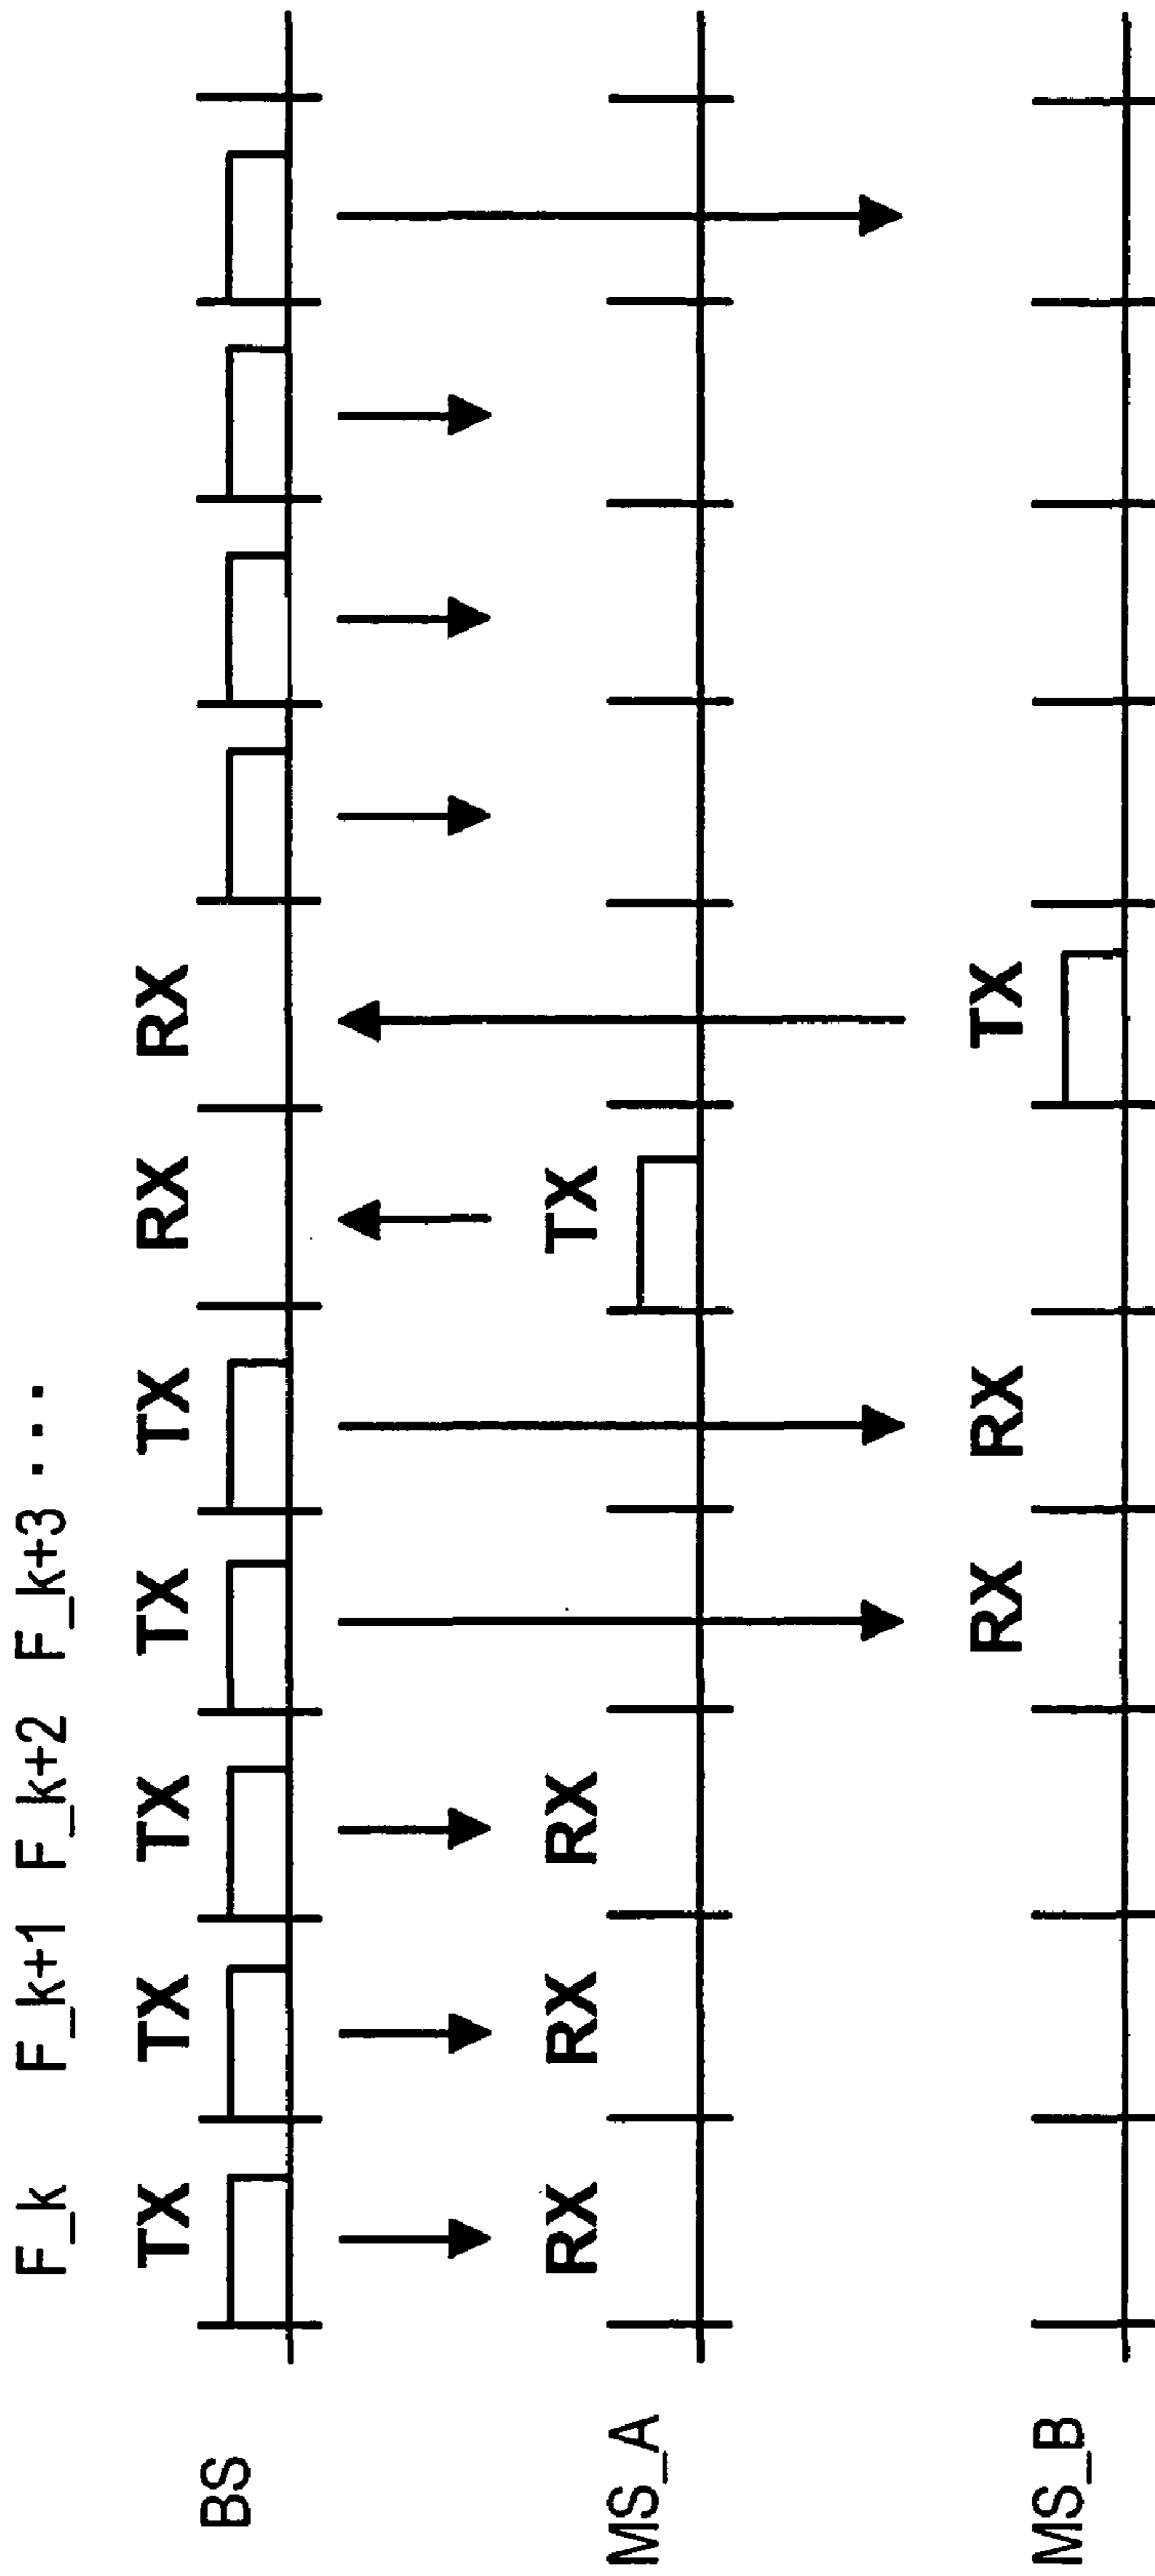 F_k F_k+1 F_k+2 F_k+3 ...
TX TX TX TX TX RX RX
BS
RX RX RX TX
MS_A
RX RX TX
MS_B